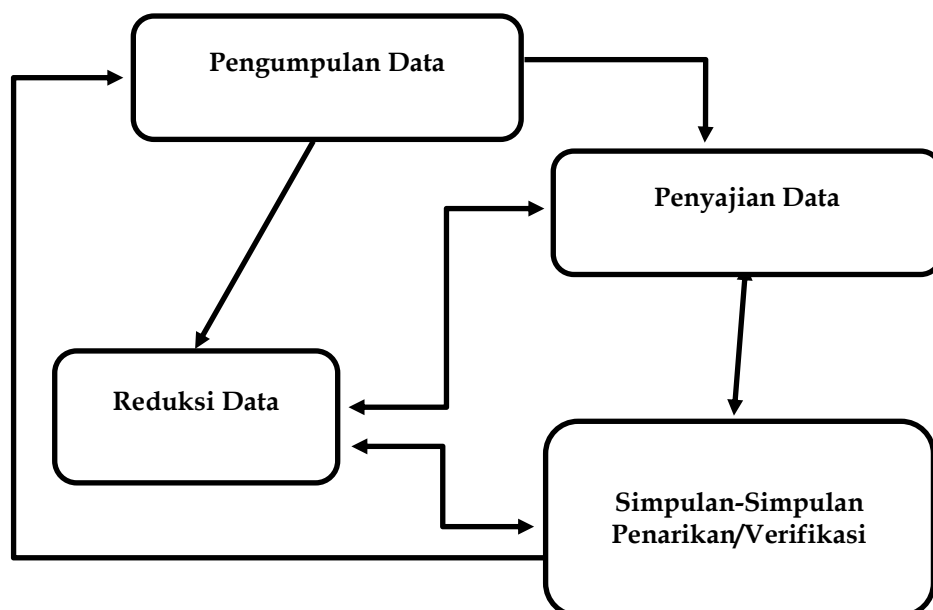 Pengumpulan Data
Penyajian Data
Reduksi Data
Simpulan-Simpulan
Penarikan/Verifikasi